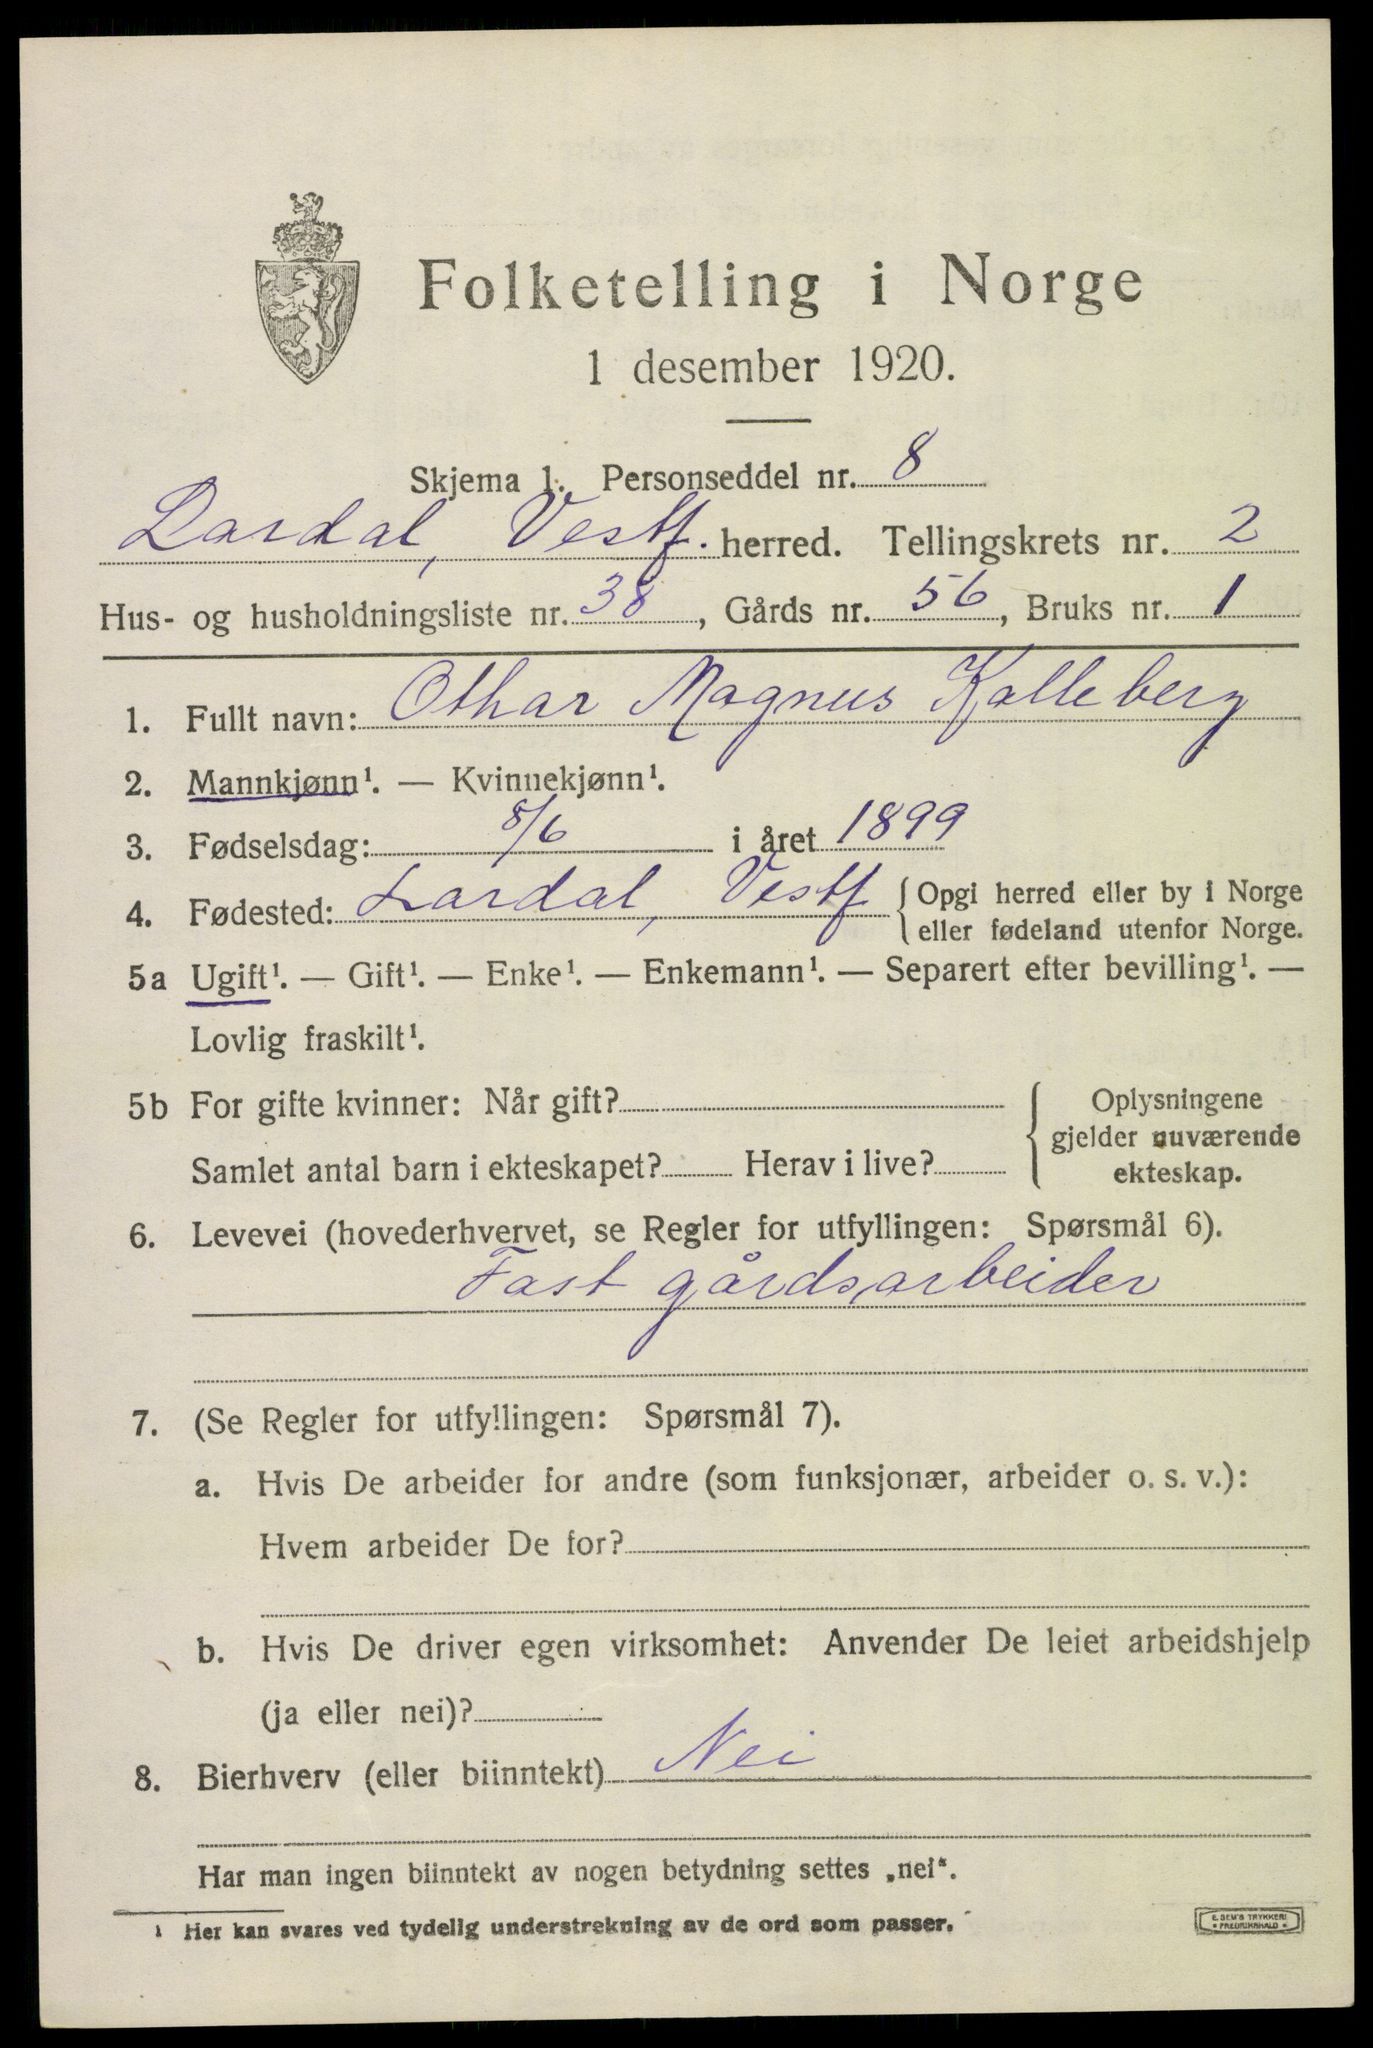 Folketelling i Norge
1 desember 1920.
Skjema 1. Personseddel nr. 8
Lardal, Vestf. herred. Tellingskrets nr. 2
Hus- og husholdningsliste nr. 38, Gårds nr. 56, Bruks nr. 1
1. Fullt navn: Othar Magnus Kalleberg
2. Mannkjønn¹. — Kvinnekjønn¹.
3. Fødselsdag: 8/6 i året 1899
4. Fødested: Lardal, Vestf { Opgi herred eller by i Norge
eller fødeland utenfor Norge.
5a Ugift¹. — Gift¹. — Enke¹. — Enkemann¹. — Separert efter bevilling¹. —
Lovlig fraskilt¹.
5b For gifte kvinner: Når gift? { Oplysningene
gjelder nuværende
Samlet antal barn i ekteskapet? Herav i live? ekteskap.
6. Levevei (hovederhvervet, se Regler for utfyllingen: Spørsmål 6).
Fast gårdsarbeider
7. (Se Regler for utfyllingen: Spørsmål 7).
a. Hvis De arbeider for andre (som funksjonær, arbeider o. s. v.):
Hvem arbeider De for?
b. Hvis De driver egen virksomhet: Anvender De leiet arbeidshjelp
(ja eller nei)?
8. Bierhverv (eller biinntekt) Nei
Har man ingen biinntekt av nogen betydning settes „nei“.
¹ Her kan svares ved tydelig understrekning av de ord som passer.
E. SEM'S TRYKKERI
* FREDRIKSHALD *